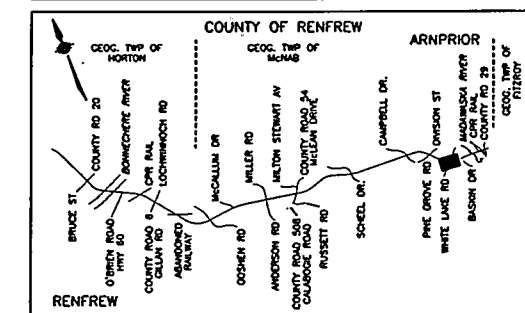 COUNTY OF RENFREW
GEOG. TWP OF
HORTON
GEOG. TWP OF
McNAB
ARNPRIOR
GEOG. TWP OF
FITZROY
COUNTY RD 20
BONNECHERE RIVER
CPR RAIL
LOCHWINNOCH RD
McCALLUM DR
MILLER RD
MILTON STEWART AV
COUNTY ROAD 54
McLEAN DRIVE
CAMPBELL DR.
DIVISION ST
MADAWASKA RIVER
CPR RAIL
COUNTY RD 29
BRUCE ST
O'BRIEN ROAD
HWY 60
COUNTY ROAD 6
GILLAN RD
ABANDONED
RAILWAY
GOSHEN RD
ANDERSON RD
COUNTY ROAD 508
CALABOGIE ROAD
RUSSETT RD
SCHEEL DR.
PINE GROVE RD
WHITE LAKE RD
BASKIN DR
RENFREW